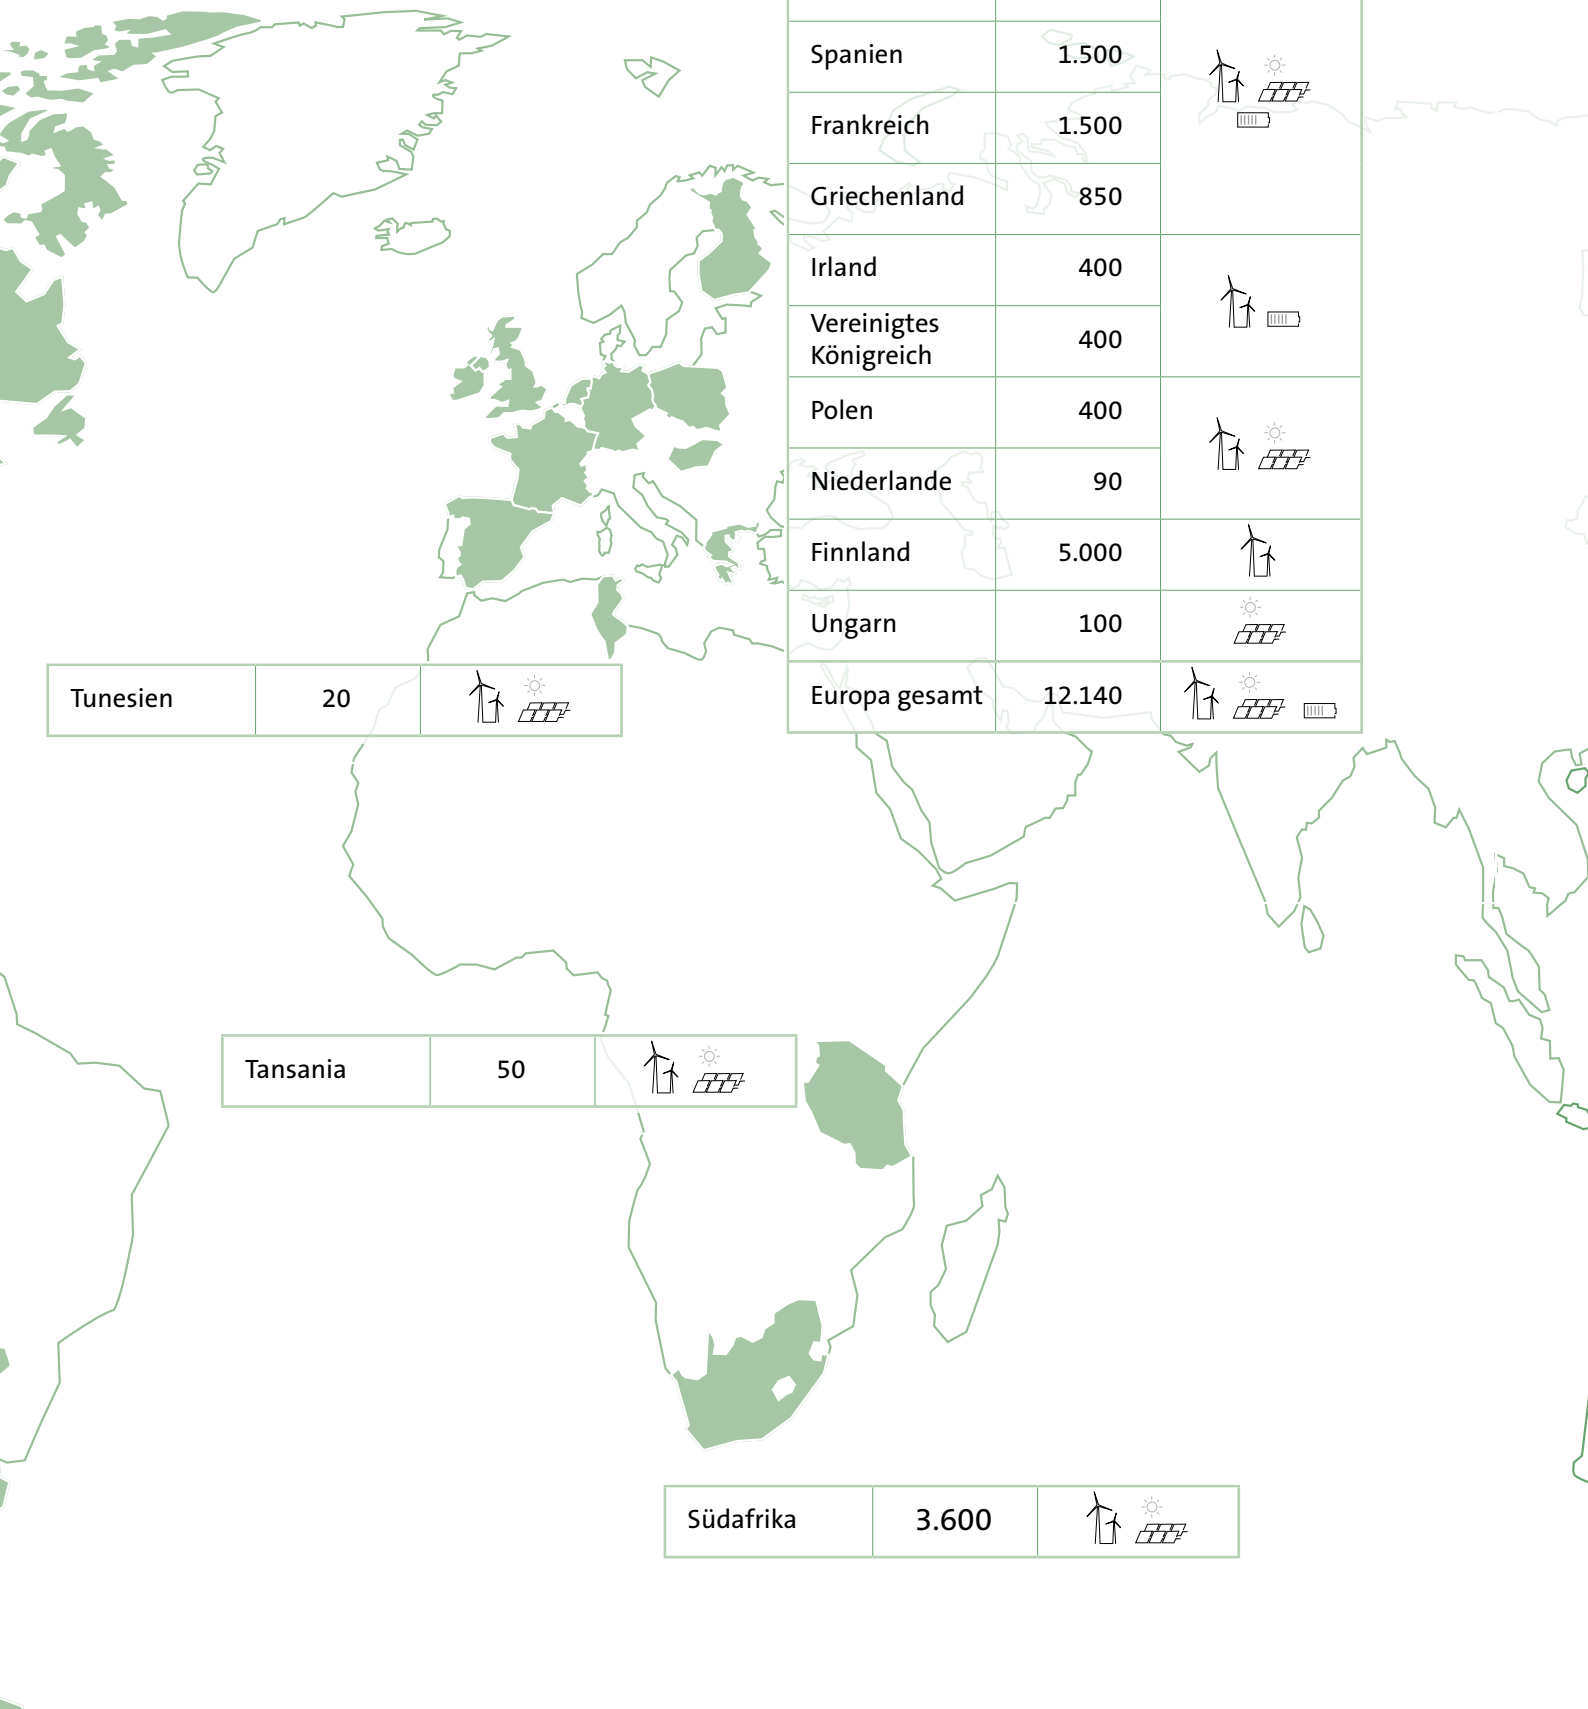 Spanien 1.500
Frankreich 1.500
Griechenland 850
Irland 400
Vereinigtes
Königreich 400
Polen 400
Niederlande 90
Finnland 5.000
Ungarn 100
Europa gesamt 12.140
Tunesien 20
Tansania 50
Südafrika 3.600